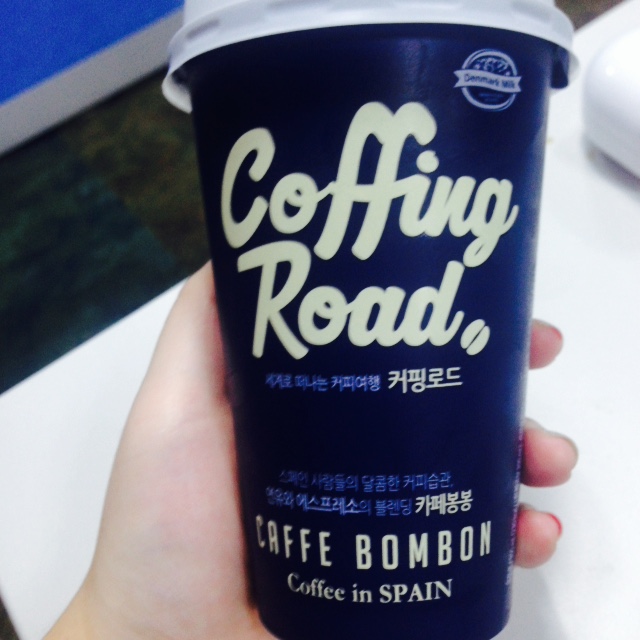 Denmark Milk
Coffing
Road
세계로 떠나는 커피여행 커핑로드
스페인 사람들의 달콤한 커피습관,
연유와 에스프레소의 블렌딩 카페봉봉
CAFFE BOMBON
Coffee in SPAIN